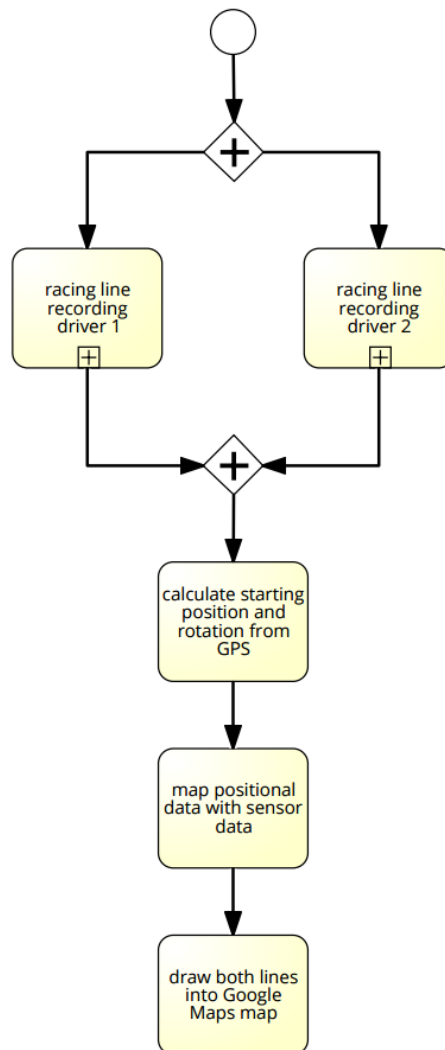 racing line
recording
driver 1
racing line
recording
driver 2
calculate starting
position and
rotation from
GPS
map positional
data with sensor
data
draw both lines
into Google
Maps map